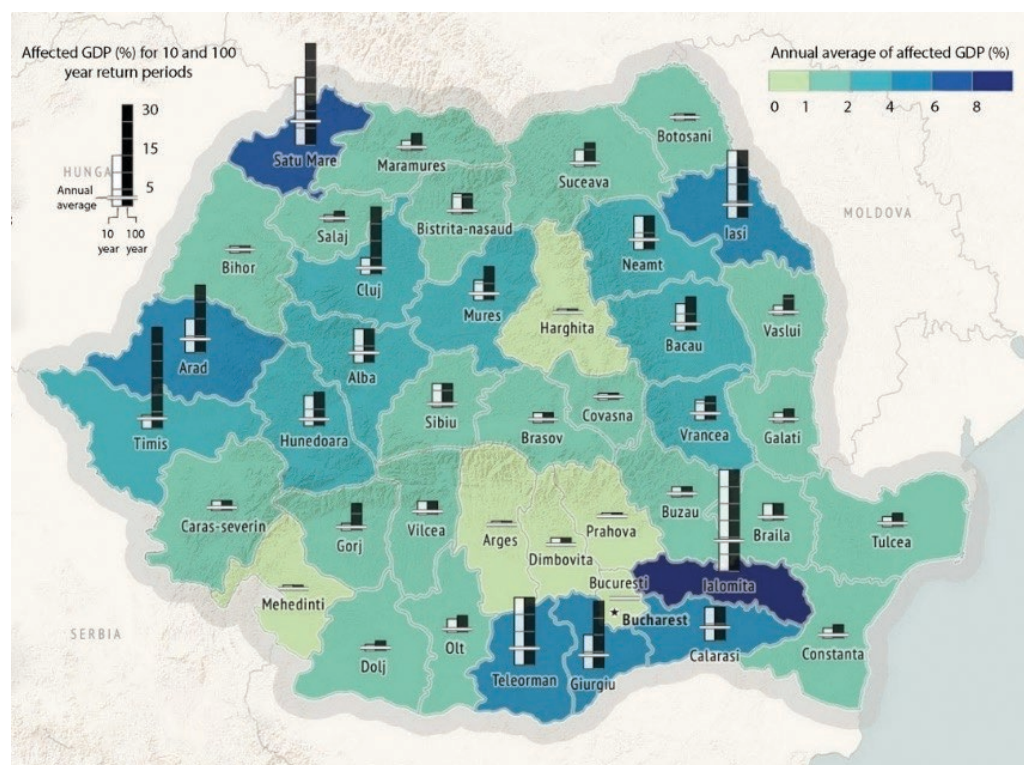 Affected GDP (%) for 10 and 100
year return periods
30
15
5
Annual
average
10
year
100
year
Annual average of affected GDP (%)
0 1 2 4 6 8
HUNGA
MOLDOVA
SERBIA
Satu Mare
Maramures
Botosani
Suceava
Salaj
Bistrita-nasaud
Iasi
Bihor
Cluj
Neamt
Mures
Harghita
Vaslui
Arad
Bacau
Alba
Timis
Hunedoara
Sibiu
Brasov
Covasna
Vrancea
Galati
Caras-severin
Gorj
Vilcea
Arges
Dimbovita
Prahova
Buzau
Braila
Tulcea
Mehedinti
Bucureşti
Bucharest
Ialomita
Dolj
Olt
Teleorman
Giurgiu
Calarasi
Constanta